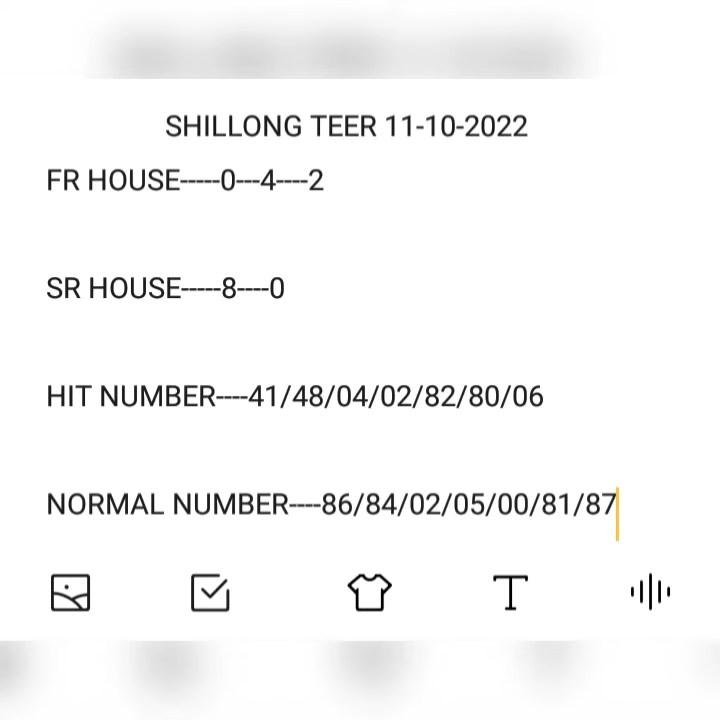 SHILLONG TEER 11-10-2022
FR HOUSE-----0---4----2
SR HOUSE-----8----0
HIT NUMBER----41/48/04/02/82/80/06
NORMAL NUMBER----86/84/02/05/00/81/87